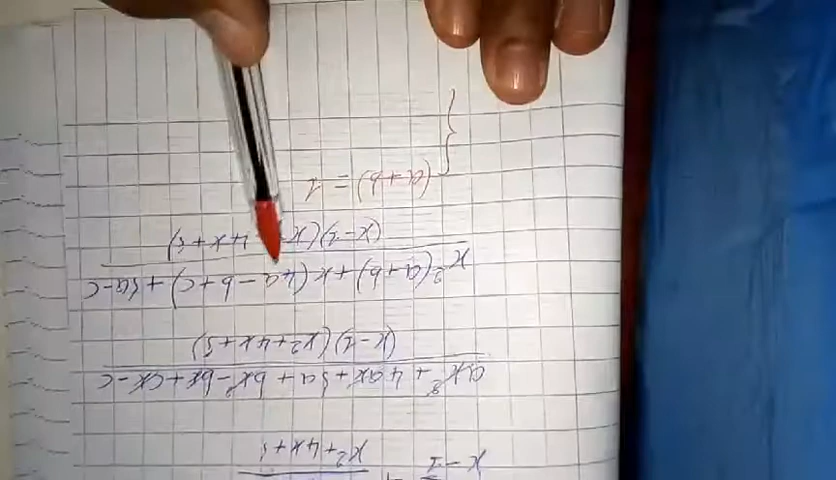 x-1
x²+4x+5
ax²+4ax+5a+bx²-bx+cx-c
(x-1)(x²+4x+5)
x²(a+b)+x(4a-b+c)+5a-c
(x-1)(x²+4x+5)
{ (a+b)=1